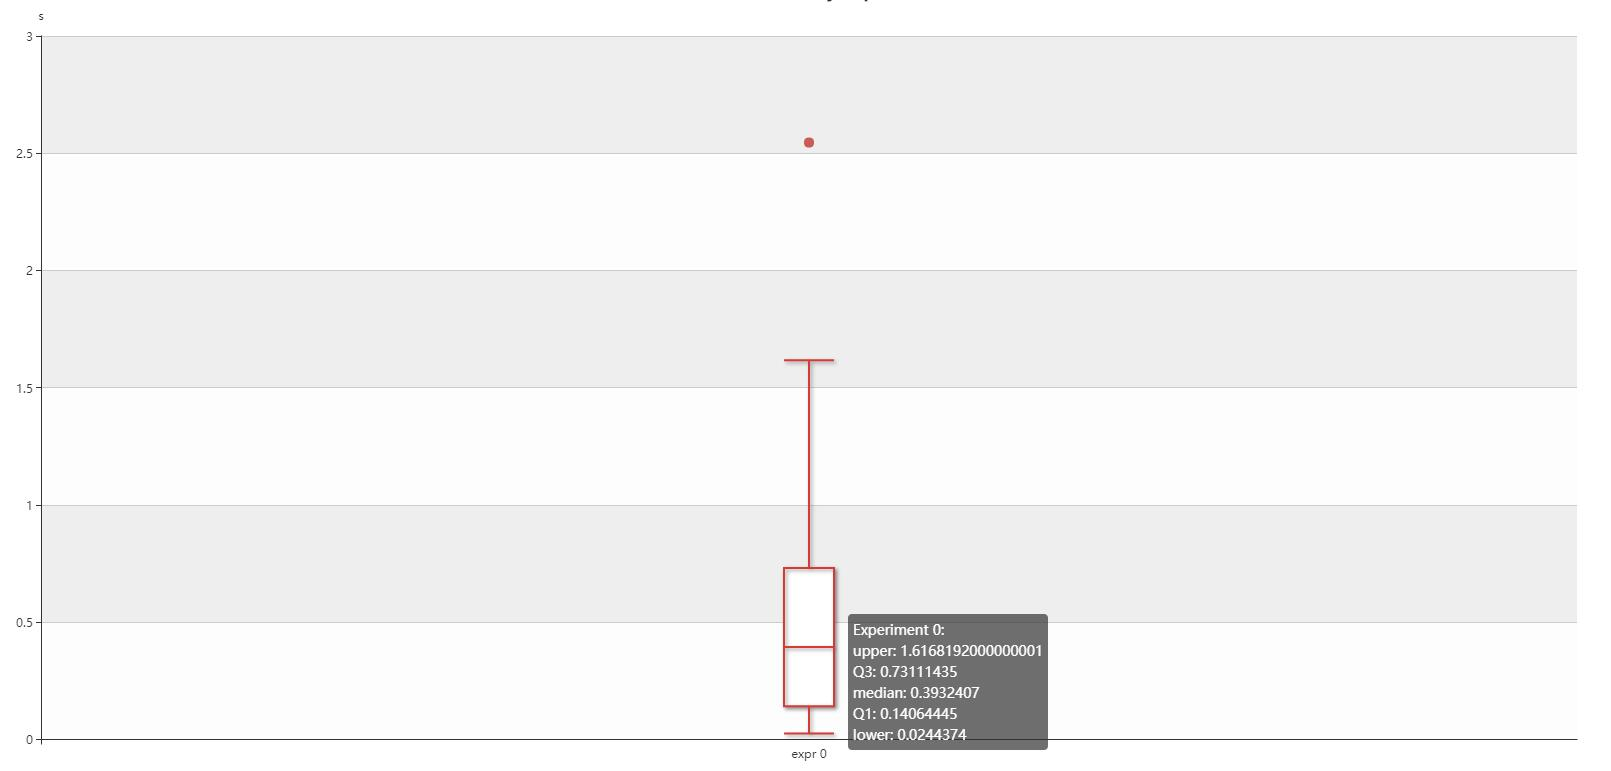 s
3
2.5
2
1.5
1
0.5
0
Experiment 0:
upper: 1.6168192000000001
Q3: 0.73111435
median: 0.3932407
Q1: 0.14064445
lower: 0.0244374
expr 0